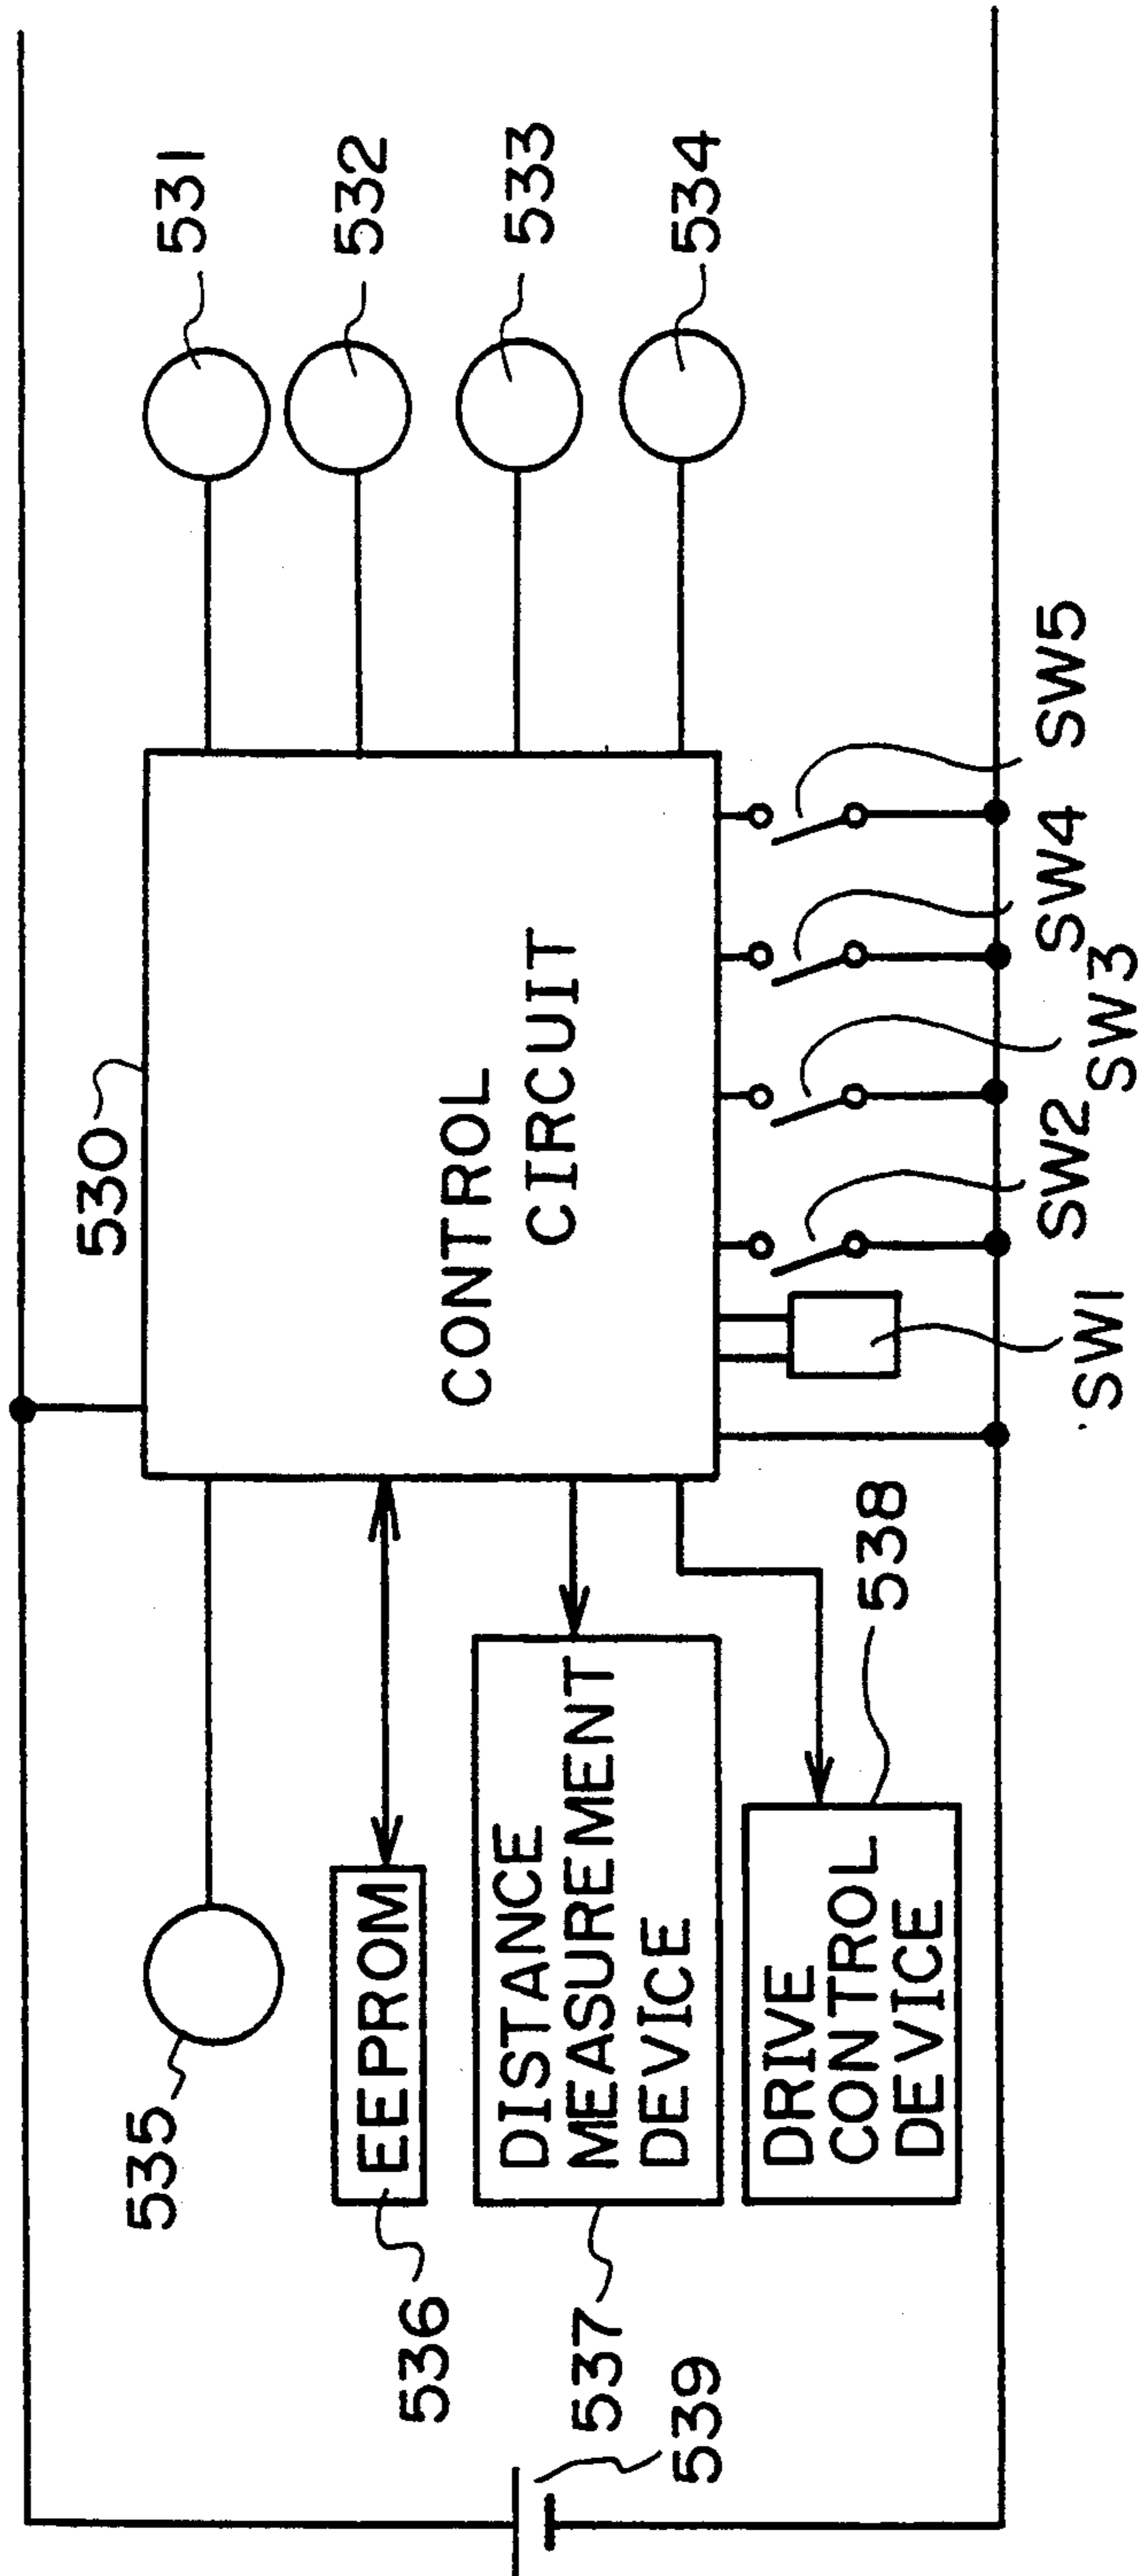 530
531
532
533
534
535
536
537
538
539
CONTROL
CIRCUIT
EEPROM
DISTANCE
MEASUREMENT
DEVICE
DRIVE
CONTROL
DEVICE
SW1
SW2
SW3
SW4
SW5